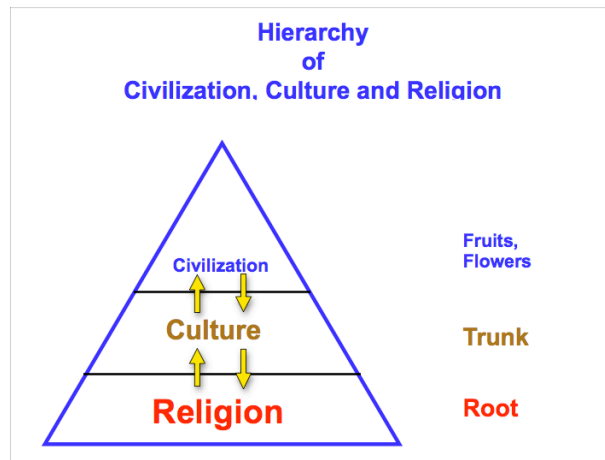 Hierarchy
of
Civilization, Culture and Religion
Civilization
Fruits,
Flowers
Culture
Trunk
Religion
Root